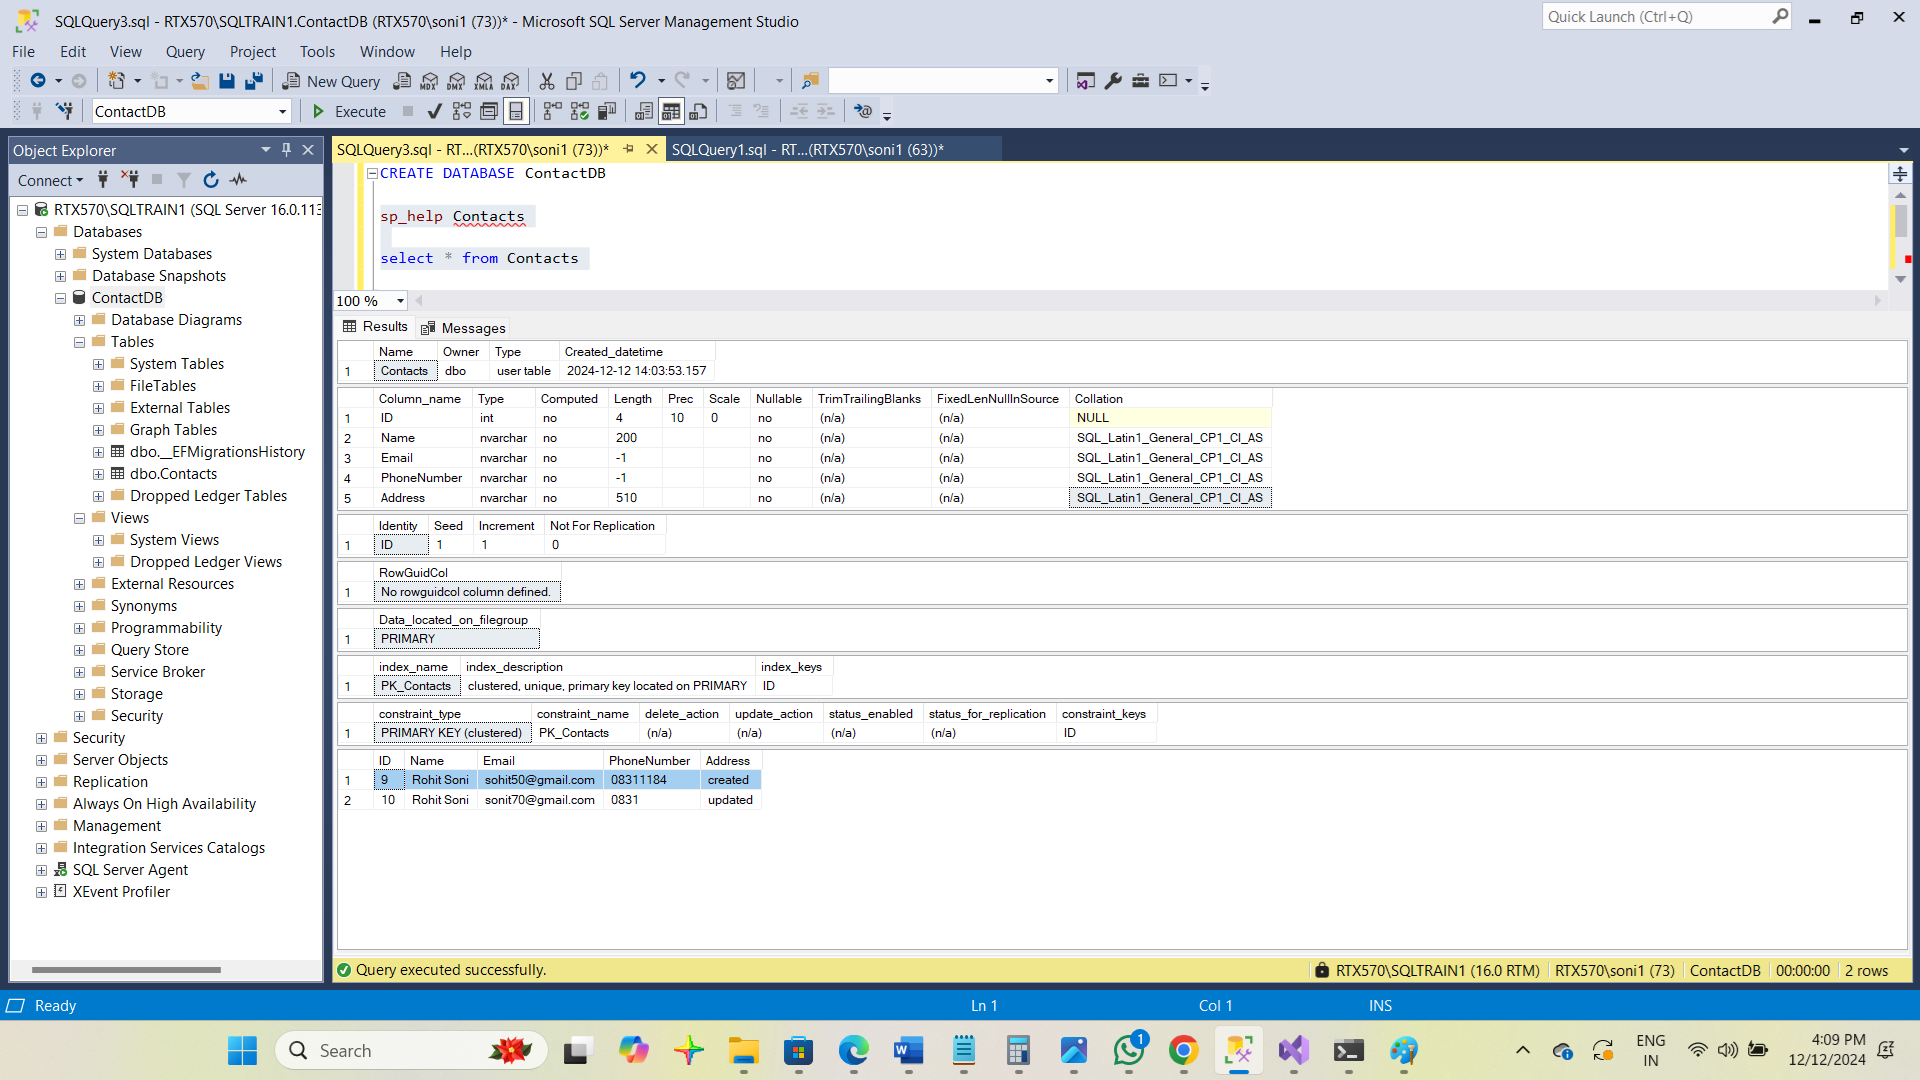 SQLQuery3.sql - RTX570\SQLTRAIN1.ContactDB (RTX570\soni1 (73))* - Microsoft SQL Server Management Studio
Quick Launch (Ctrl+Q)
File Edit View Query Project Tools Window Help
New Query MDX DMX XMLA DAX
ContactDB Execute
Object Explorer
Connect
RTX570\SQLTRAIN1 (SQL Server 16.0.113
Databases
System Databases
Database Snapshots
ContactDB
Database Diagrams
Tables
System Tables
FileTables
External Tables
Graph Tables
dbo.__EFMigrationsHistory
dbo.Contacts
Dropped Ledger Tables
Views
System Views
Dropped Ledger Views
External Resources
Synonyms
Programmability
Query Store
Service Broker
Storage
Security
Security
Server Objects
Replication
Always On High Availability
Management
Integration Services Catalogs
SQL Server Agent
XEvent Profiler
SQLQuery3.sql - RT...(RTX570\soni1 (73))* SQLQuery1.sql - RT...(RTX570\soni1 (63))*
CREATE DATABASE ContactDB
sp_help Contacts
select * from Contacts
100 %
Results Messages
Name Owner Type Created_datetime
1 Contacts dbo user table 2024-12-12 14:03:53.157
Column_name Type Computed Length Prec Scale Nullable TrimTrailingBlanks FixedLenNullInSource Collation
1 ID int no 4 10 0 no (n/a) (n/a) NULL
2 Name nvarchar no 200 no (n/a) (n/a) SQL_Latin1_General_CP1_CI_AS
3 Email nvarchar no -1 no (n/a) (n/a) SQL_Latin1_General_CP1_CI_AS
4 PhoneNumber nvarchar no -1 no (n/a) (n/a) SQL_Latin1_General_CP1_CI_AS
5 Address nvarchar no 510 no (n/a) (n/a) SQL_Latin1_General_CP1_CI_AS
Identity Seed Increment Not For Replication
1 ID 1 1 0
RowGuidCol
1 No rowguidcol column defined.
Data_located_on_filegroup
1 PRIMARY
index_name index_description index_keys
1 PK_Contacts clustered, unique, primary key located on PRIMARY ID
constraint_type constraint_name delete_action update_action status_enabled status_for_replication constraint_keys
1 PRIMARY KEY (clustered) PK_Contacts (n/a) (n/a) (n/a) (n/a) ID
ID Name Email PhoneNumber Address
1 9 Rohit Soni sohit50@gmail.com 08311184 created
2 10 Rohit Soni sonit70@gmail.com 0831 updated
Query executed successfully. RTX570\SQLTRAIN1 (16.0 RTM) RTX570\soni1 (73) ContactDB 00:00:00 2 rows
Ready Ln 1 Col 1 INS
Search
1
ENG
IN
4:09 PM
12/12/2024